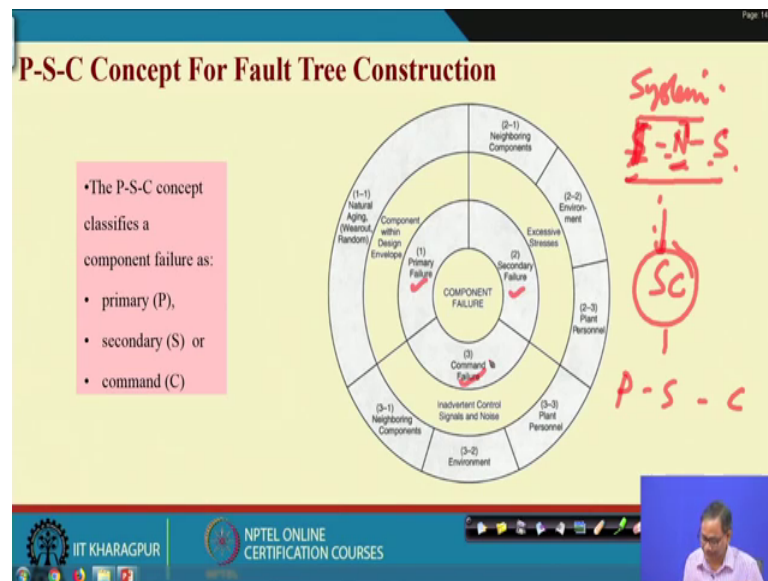 Page: 14
P-S-C Concept For Fault Tree Construction
•The P-S-C concept
classifies a
component failure as:
• primary (P),
• secondary (S) or
• command (C)
(1-1)
Natural
Aging,
(Wearout,
Random)
Component
within
Design
Envelope
(1)
Primary
Failure
(2-1)
Neighboring
Components
(2-2)
Environ-
ment
Excessive
Stresses
(2)
Secondary
Failure
(2-3)
Plant
Personnel
COMPONENT
FAILURE
(3)
Command
Failure
Inadvertent Control
Signals and Noise
(3-1)
Neighboring
Components
(3-2)
Environment
(3-3)
Plant
Personnel
System
N - S
SC
P - S - C
IIT KHARAGPUR
NPTEL ONLINE
CERTIFICATION COURSES